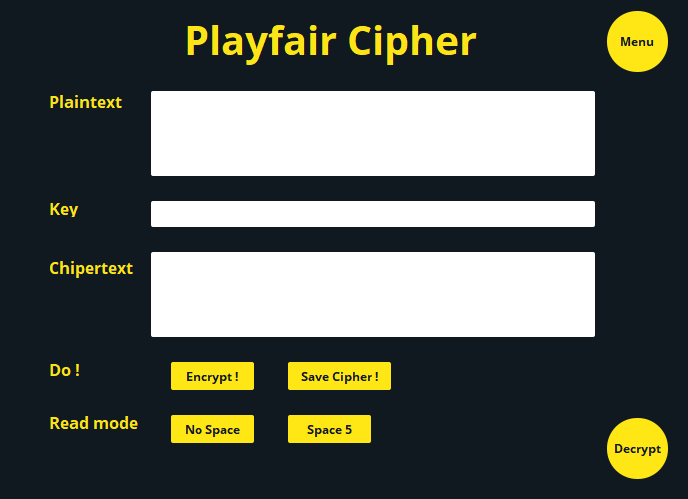 Playfair Cipher
Menu
Plaintext
Key
Chipertext
Do !
Encrypt !
Save Cipher !
Read mode
No Space
Space 5
Decrypt